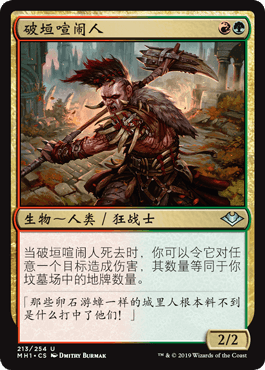 破垣喧闹人
生物~人类/狂战士
当破垣喧闹人死去时，你可以令它对任
意一个目标造成伤害，其数量等同于你
坟墓场中的地牌数量。
「那些卵石游蜂一样的城里人根本料不到
是什么打中了他们！」
2/2
213/254 U
MH1•CS DMITRY BURMAK
™ & © 2019 Wizards of the Coast